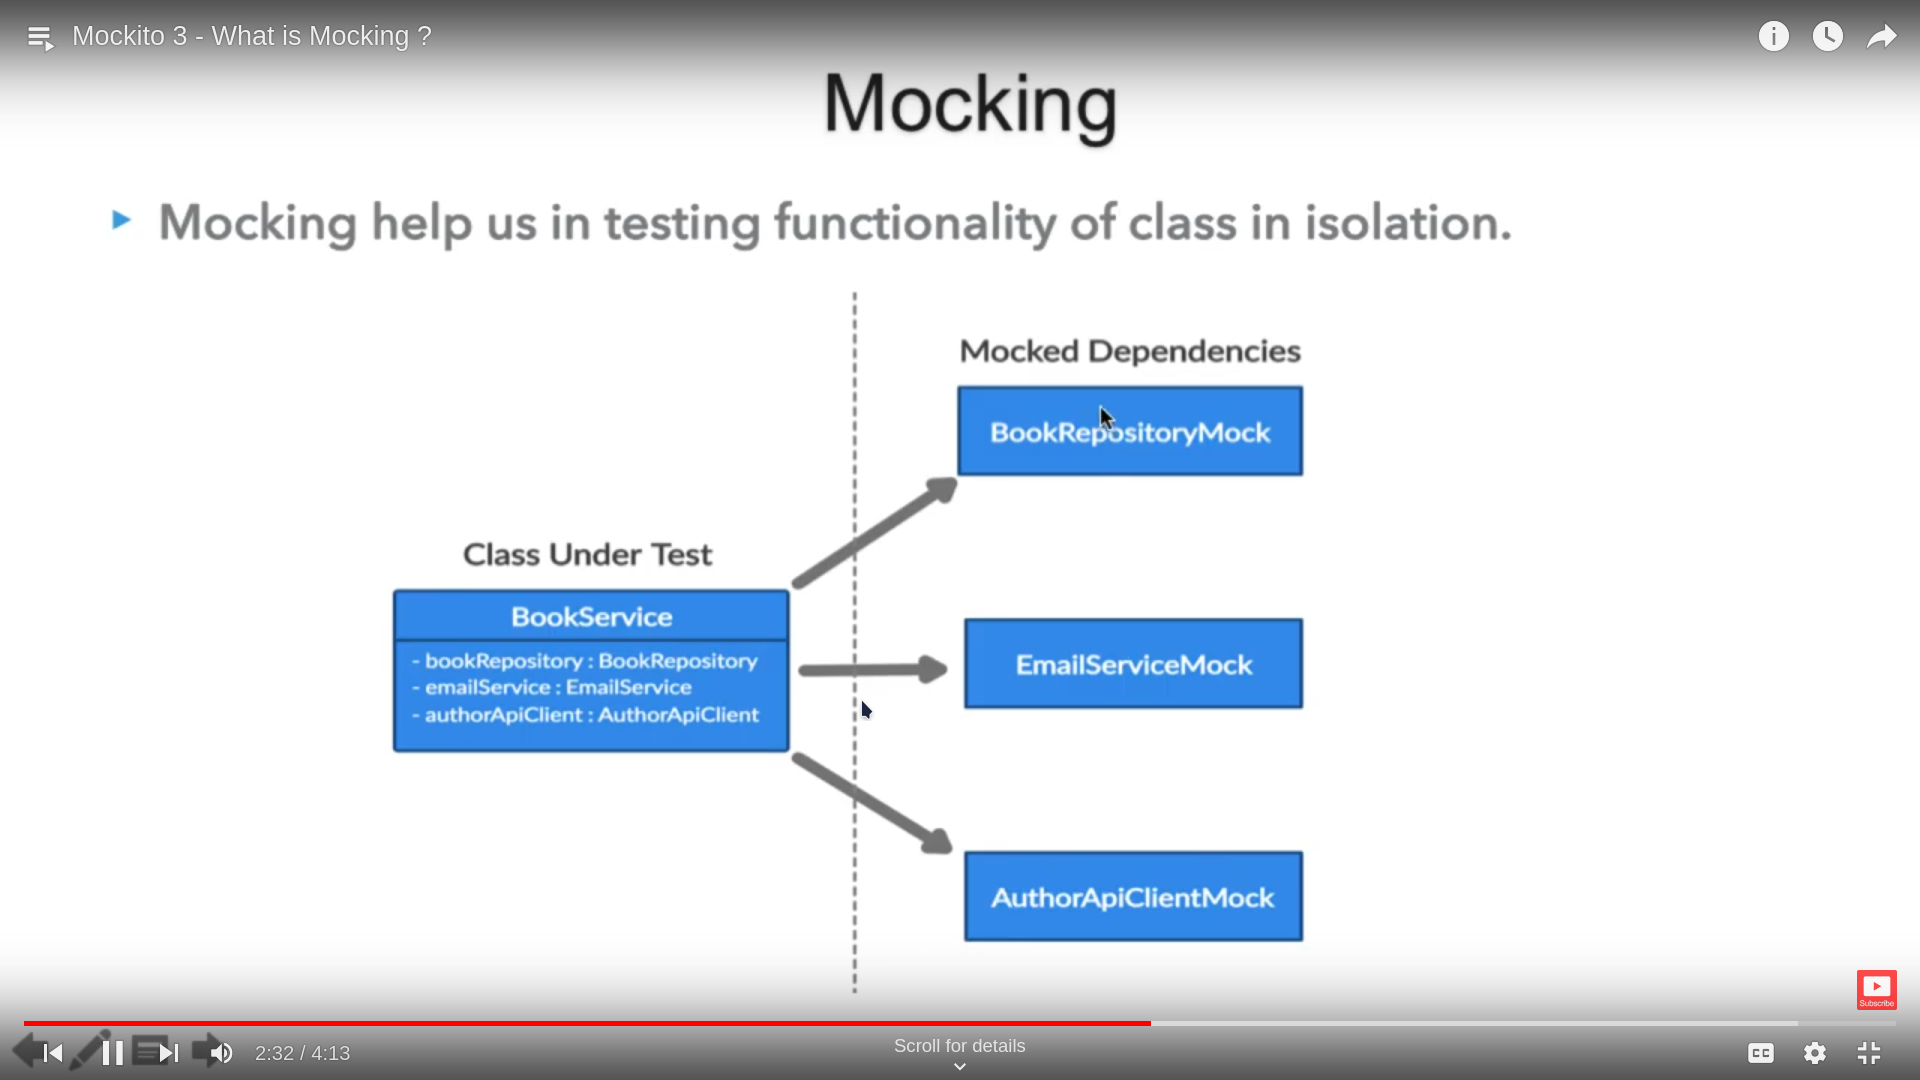 Mockito 3 - What is Mocking ?
Mocking
Mocking help us in testing functionality of class in isolation.
Mocked Dependencies
BookRepositoryMock
Class Under Test
BookService
- bookRepository : BookRepository
- emailService : EmailService
- authorApiClient : AuthorApiClient
EmailServiceMock
AuthorApiClientMock
Subscribe
2:32 / 4:13
Scroll for details
CC